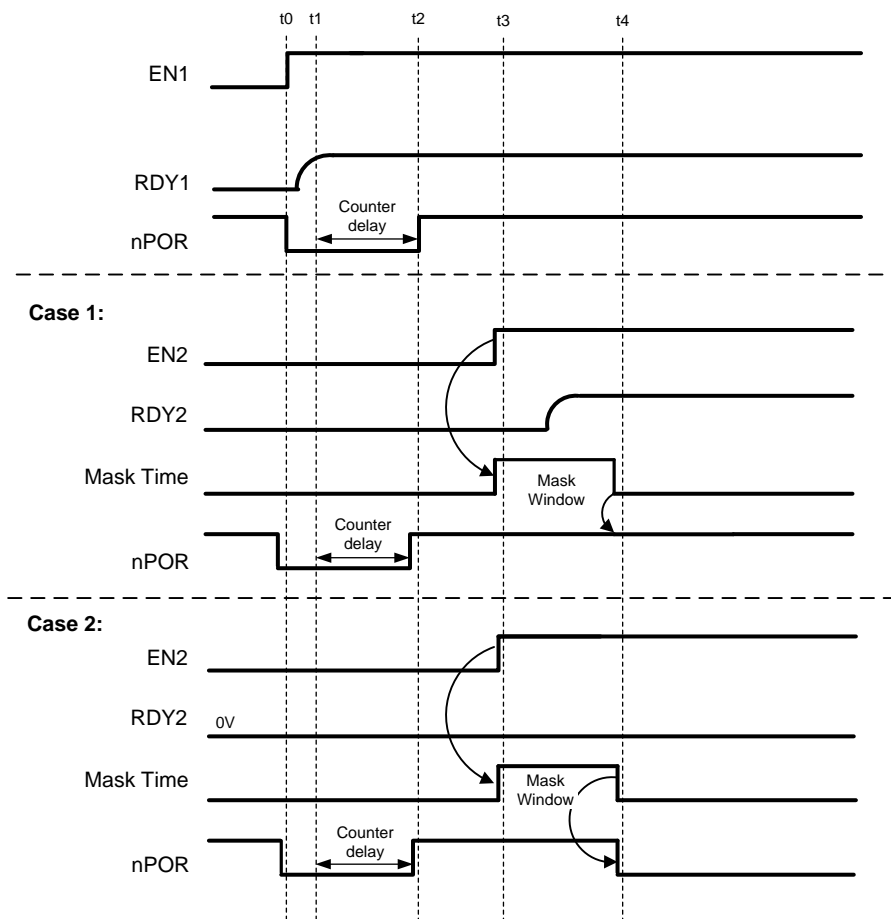 t0 t1 t2 t3 t4
EN1
RDY1
Counter
delay
nPOR
Case 1:
EN2
RDY2
Mask Time
Mask
Window
Counter
delay
nPOR
Case 2:
EN2
RDY2
0V
Mask Time
Mask
Window
Counter
delay
nPOR